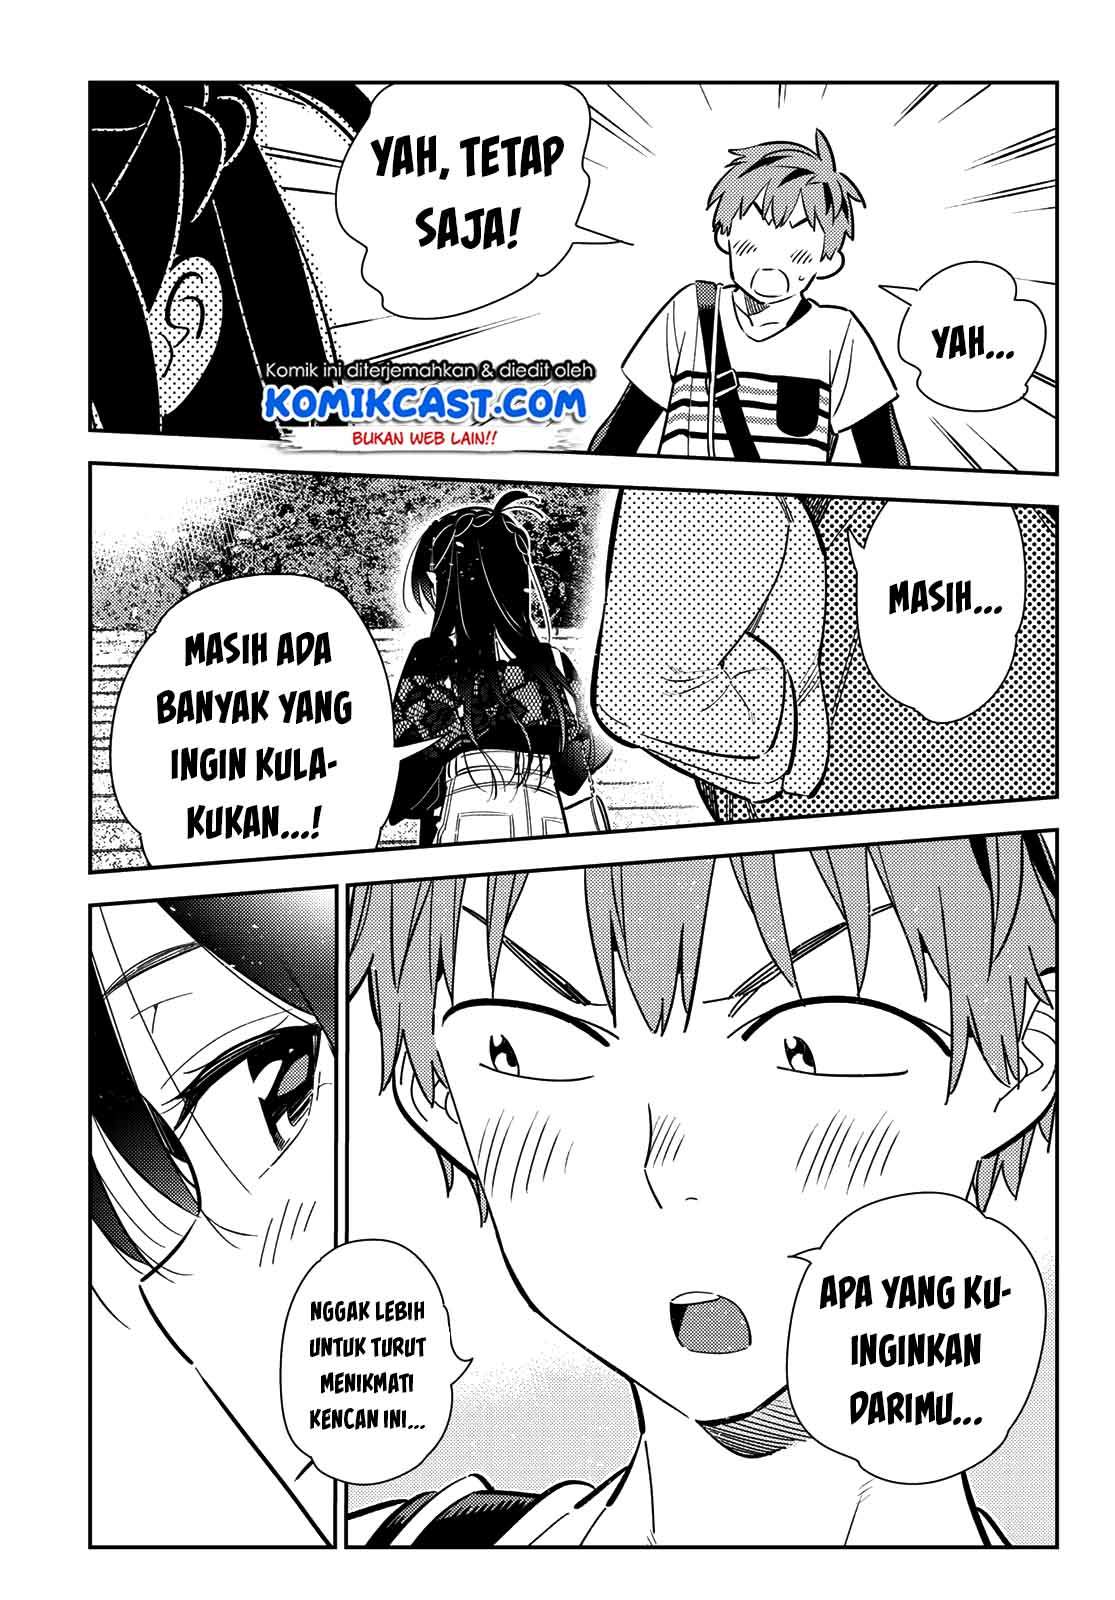 YAH...
YAH, TETAP
SAJA!
Komik ini diterjemahkan & diedit oleh
KOMIKCAST.COM
BUKAN WEB LAIN!!
MASIH...
MASIH ADA
BANYAK YANG
INGIN KULA-
KUKAN...!
APA YANG KU-
INGINKAN
DARIMU...
NGGAK LEBIH
UNTUK TURUT
MENIKMATI
KENCAN INI...